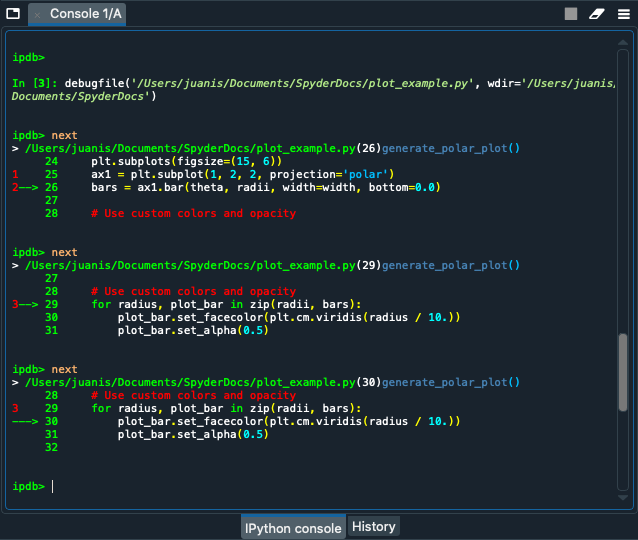 Console 1/A
ipdb>
In [3]: debugfile('/Users/juanis/Documents/SpyderDocs/plot_example.py', wdir='/Users/juanis/
Documents/SpyderDocs')
ipdb> next
> /Users/juanis/Documents/SpyderDocs/plot_example.py(26)generate_polar_plot()
     24     plt.subplots(figsize=(15, 6))
1    25     ax1 = plt.subplot(1, 2, 2, projection='polar')
2--> 26     bars = ax1.bar(theta, radii, width=width, bottom=0.0)
     27
     28     # Use custom colors and opacity
ipdb> next
> /Users/juanis/Documents/SpyderDocs/plot_example.py(29)generate_polar_plot()
     27
     28     # Use custom colors and opacity
3--> 29     for radius, plot_bar in zip(radii, bars):
     30         plot_bar.set_facecolor(plt.cm.viridis(radius / 10.))
     31         plot_bar.set_alpha(0.5)
ipdb> next
> /Users/juanis/Documents/SpyderDocs/plot_example.py(30)generate_polar_plot()
     28     # Use custom colors and opacity
3    29     for radius, plot_bar in zip(radii, bars):
---> 30         plot_bar.set_facecolor(plt.cm.viridis(radius / 10.))
     31         plot_bar.set_alpha(0.5)
     32
ipdb>
IPython console History